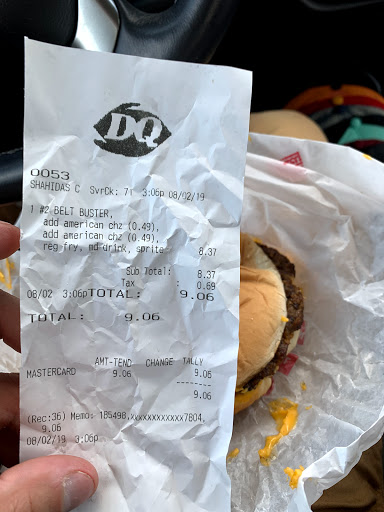 DQ
0053
SHAHIDAS C SvrCk: 71 3:06p 08/02/19
1 #2 BELT BUSTER,
add american chz (0.49),
add american chz (0.49),
reg fry, md drink, sprite 8.37
Sub Total: 8.37
Tax : 0.69
08/02 3:06pTOTAL: 9.06
TOTAL: 9.06
AMT-TEND CHANGE TALLY
MASTERCARD 9.06 9.06
--------
9.06
(Rec:36) Memo: 185498,xxxxxxxxxxxx7804,
9.06
08/02/19 3:06p